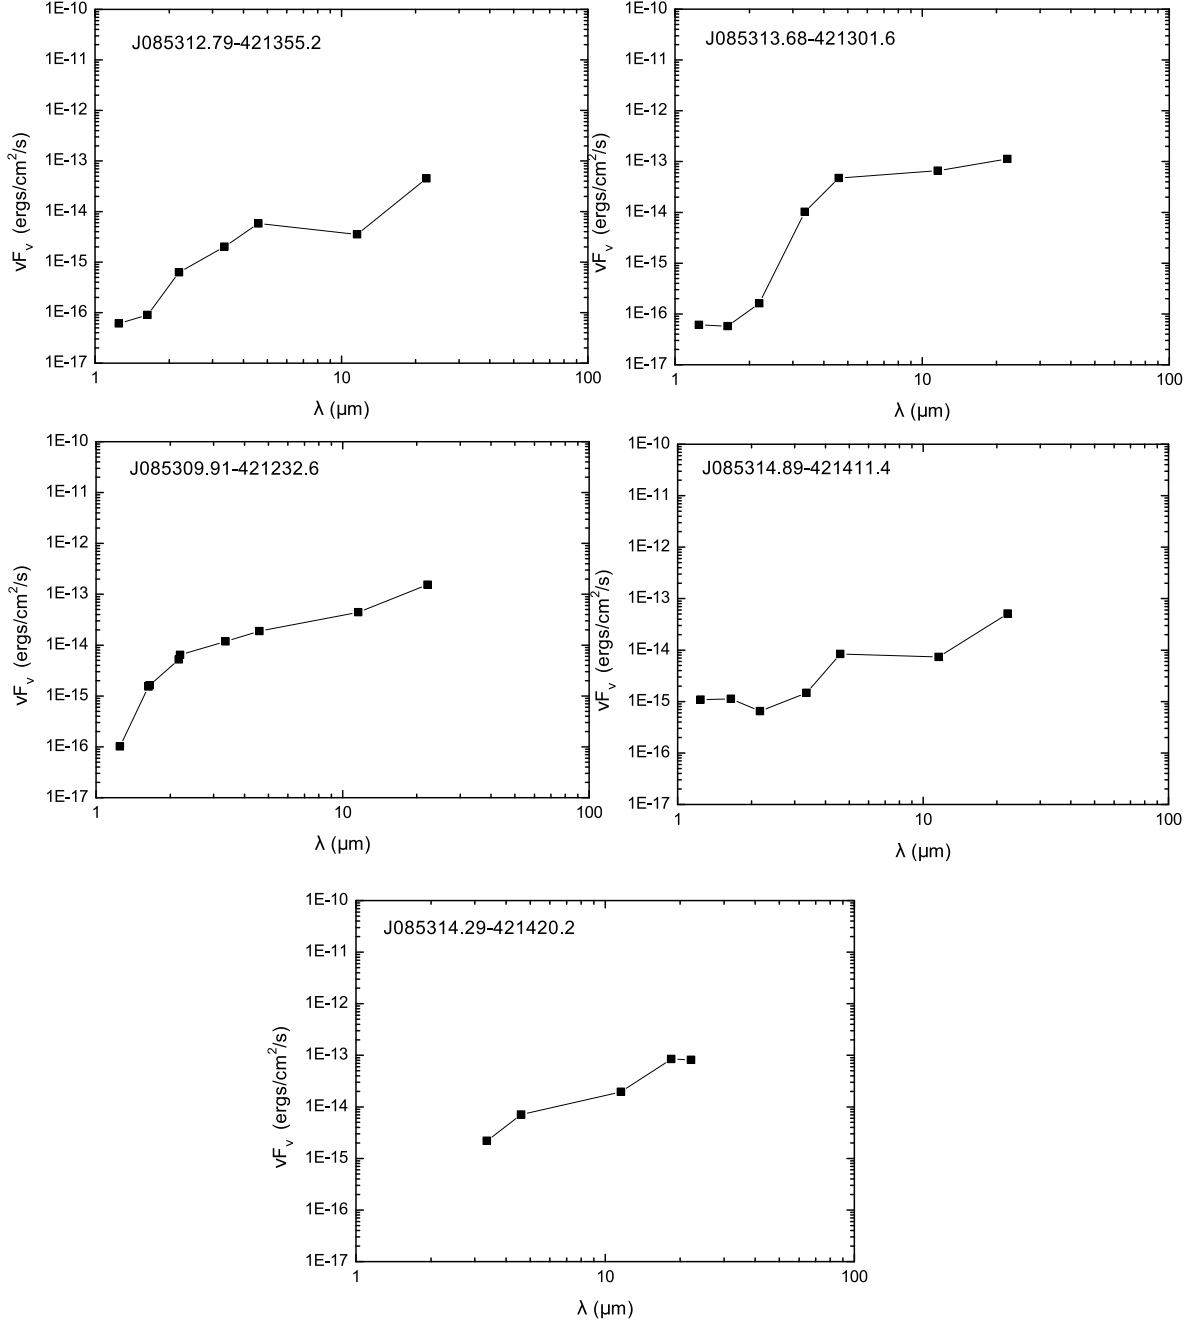 J085312.79-421355.2
1E-10
1E-11
1E-12
1E-13
1E-14
1E-15
1E-16
1E-17
νFν (ergs/cm²/s)
1 10 100
λ (μm)
J085313.68-421301.6
1E-10
1E-11
1E-12
1E-13
1E-14
1E-15
1E-16
1E-17
νFν (ergs/cm²/s)
1 10 100
λ (μm)
J085309.91-421232.6
1E-10
1E-11
1E-12
1E-13
1E-14
1E-15
1E-16
1E-17
νFν (ergs/cm²/s)
1 10 100
λ (μm)
J085314.89-421411.4
1E-10
1E-11
1E-12
1E-13
1E-14
1E-15
1E-16
1E-17
νFν (ergs/cm²/s)
1 10 100
λ (μm)
J085314.29-421420.2
1E-10
1E-11
1E-12
1E-13
1E-14
1E-15
1E-16
1E-17
νFν (ergs/cm²/s)
1 10 100
λ (μm)